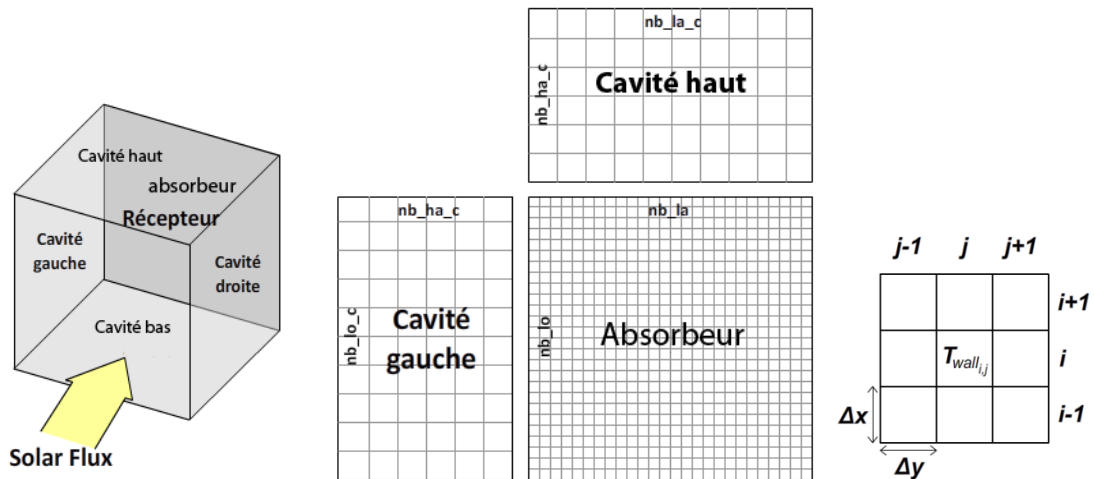 Cavité haut
absorbeur
Récepteur
Cavité
gauche
Cavité
droite
Cavité bas
Solar Flux
nb_la_c
nb_ha_c
Cavité haut
nb_ha_c
nb_lo_c
Cavité
gauche
nb_la
nb_lo
Absorbeur
j-1 j j+1
i+1
T_wall_i,j
i
i-1
Δx
Δy